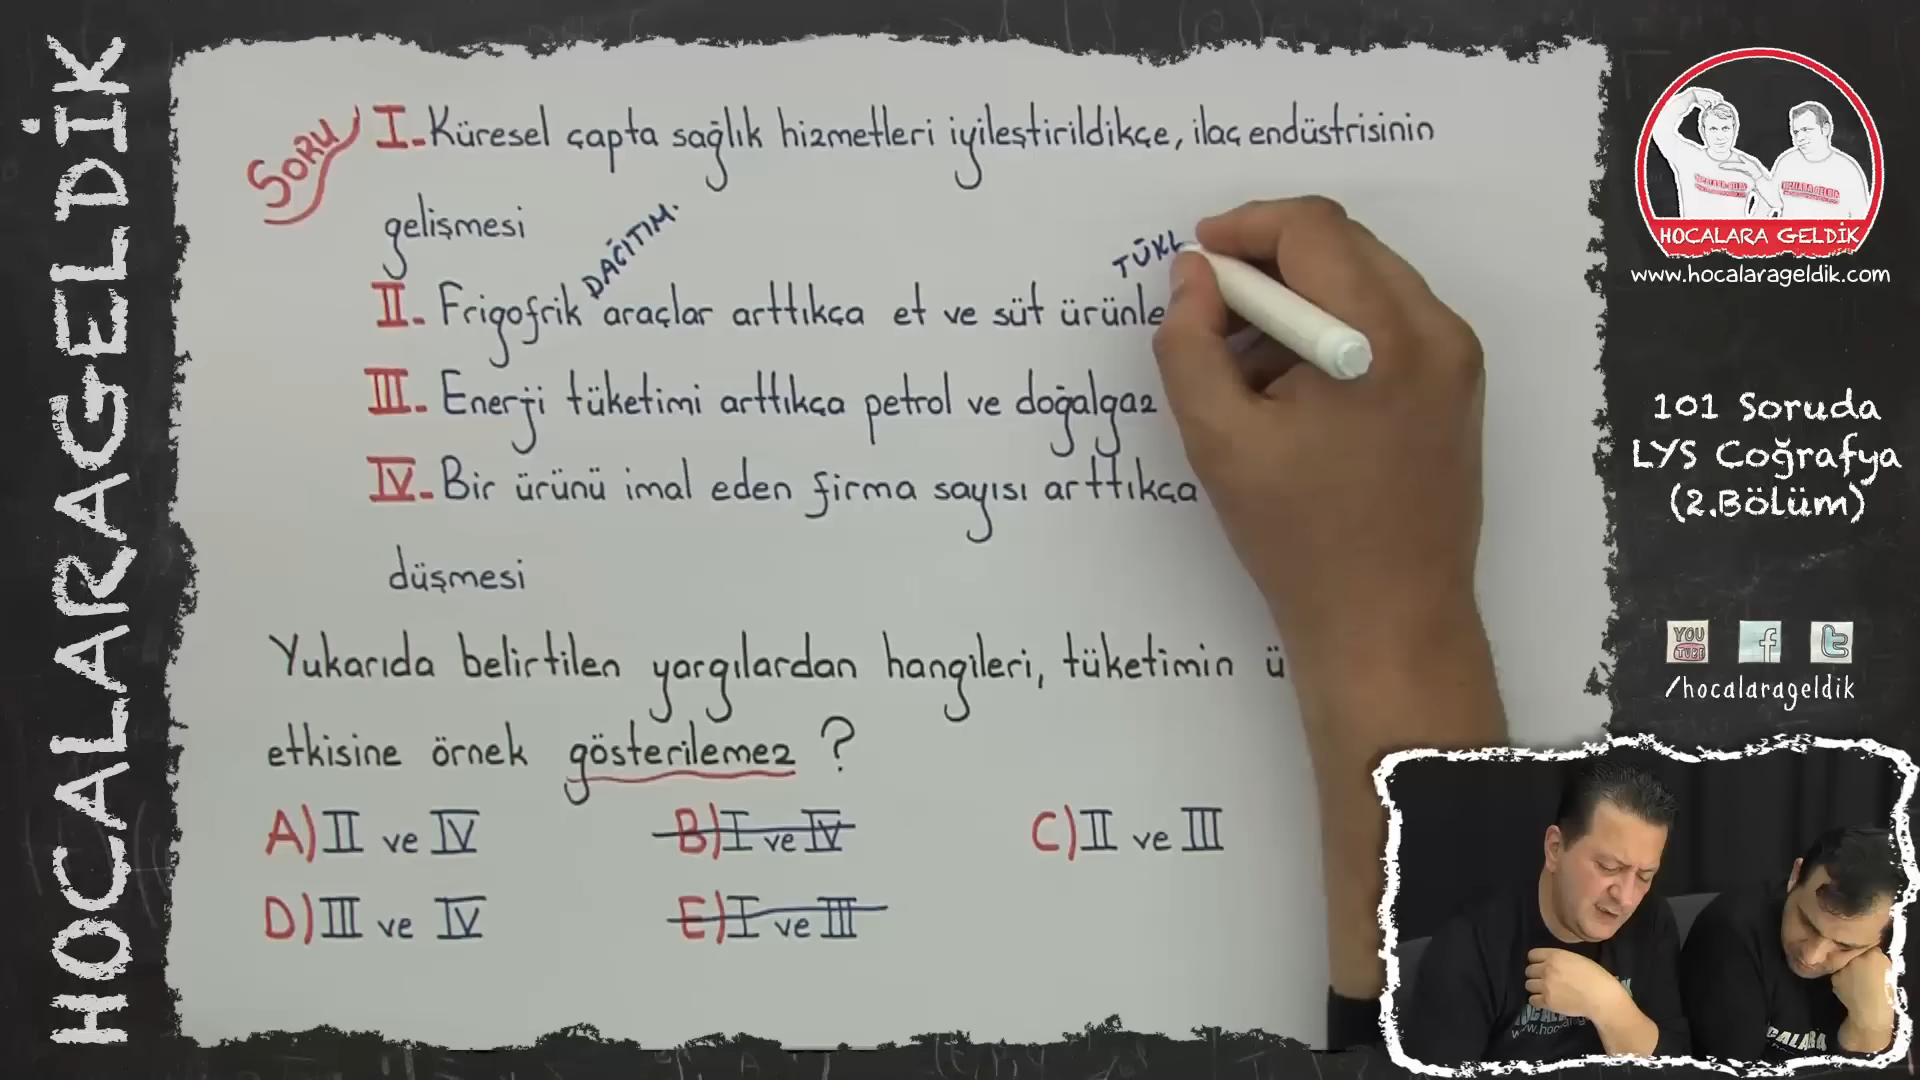 HOCALARAGELDİK
SORU
I-Küresel çapta sağlık hizmetleri iyileştirildikçe, ilaç endüstrisinin
gelişmesi
DAĞITIM.
TÜKE
II- Frigofrik araçlar arttıkça et ve süt
III- Enerji tüketimi arttıkça petrol ve doğalgaz
IV- Bir ürünü imal eden firma sayısı arttıkça
düşmesi
Yukarıda belirtilen yargılardan hangileri, tüketimin
etkisine örnek gösterilemez ?
A) II ve IV
B) I ve IV
C) II ve III
D) III ve IV
E) I ve III
HOCALARA GELDİK
www.hocalarageldik.com
101 Soruda
LYS Coğrafya
(2.Bölüm)
YOU
TUBE
/hocalarageldik